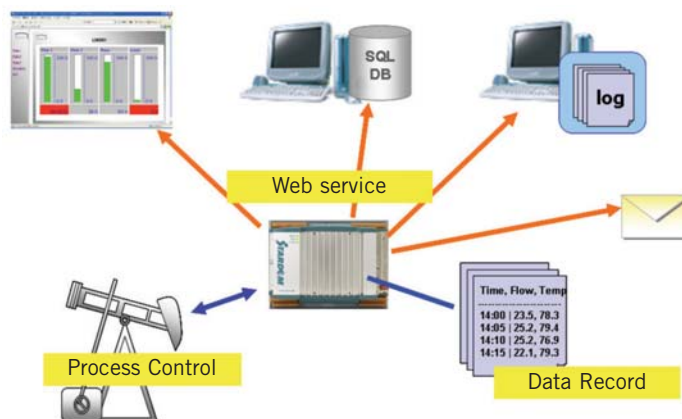 SQL
DB
log
Web service
STARDOM
Process Control
Time, Flow, Temp
14:00 | 23.5, 78.3
14:05 | 25.2, 79.4
14:10 | 25.2, 76.9
14:15 | 22.1, 79.3
Data Record